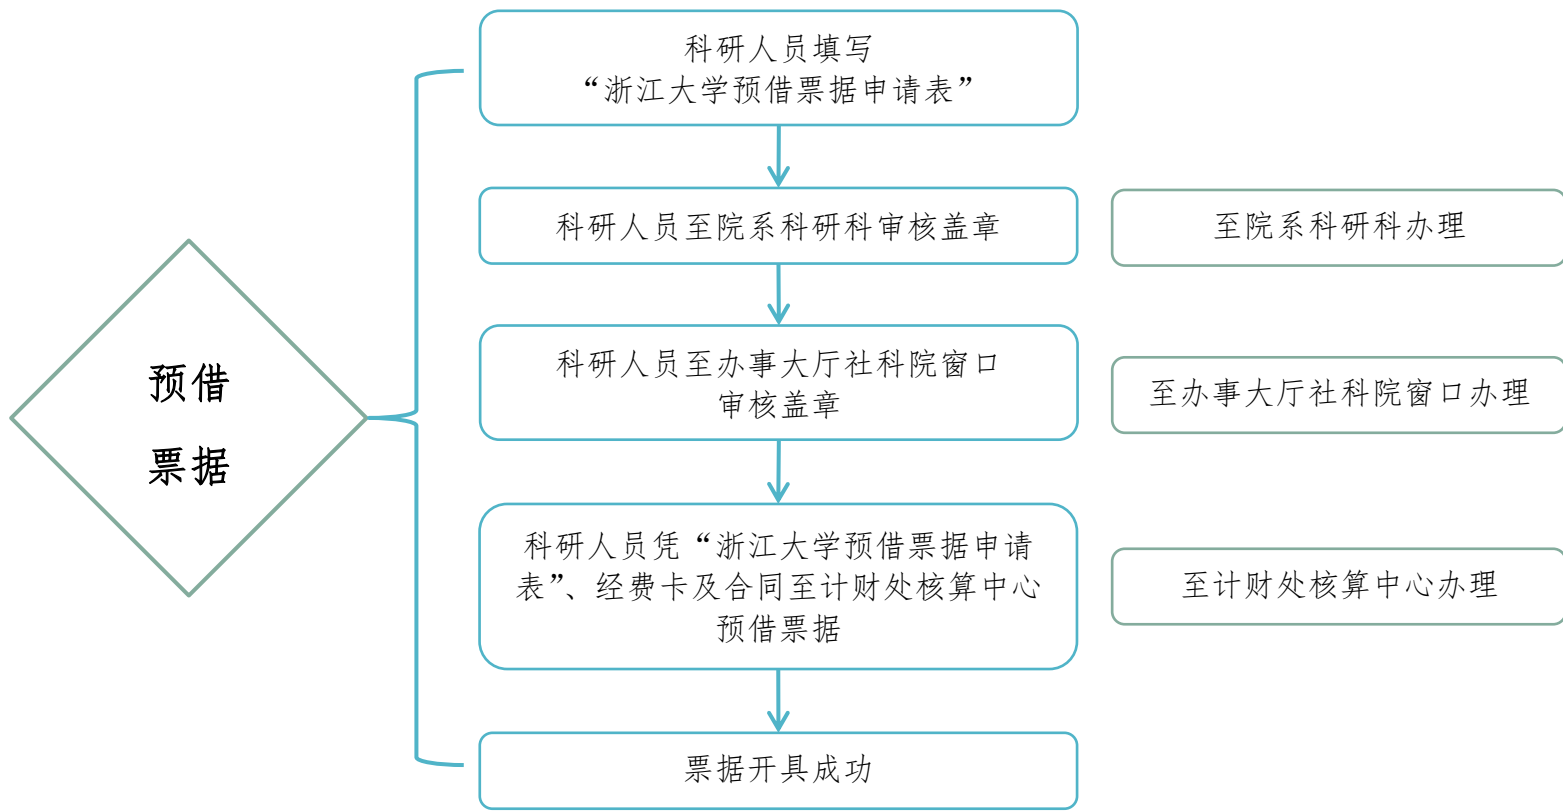 预借
票据
科研人员填写
“浙江大学预借票据申请表”
科研人员至院系科研科审核盖章
至院系科研科办理
科研人员至办事大厅社科院窗口
审核盖章
至办事大厅社科院窗口办理
科研人员凭“浙江大学预借票据申请
表”、经费卡及合同至计财处核算中心
预借票据
至计财处核算中心办理
票据开具成功